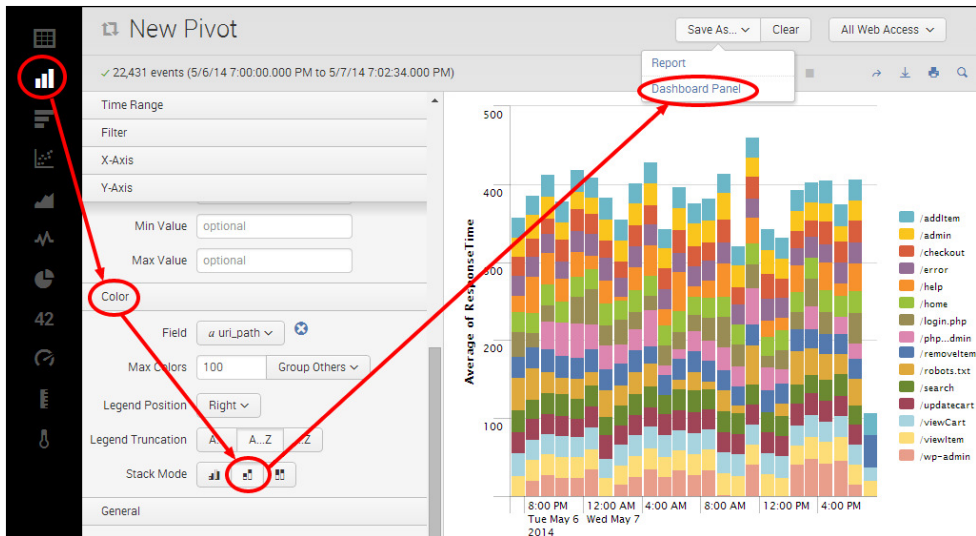 New Pivot
Save As...
Clear
All Web Access
22,431 events (5/6/14 7:00:00.000 PM to 5/7/14 7:02:34.000 PM)
Report
Dashboard Panel
Time Range
Filter
X-Axis
Y-Axis
Min Value
optional
Max Value
optional
Color
Field
a uri_path
Max Colors
100
Group Others
Legend Position
Right
Legend Truncation
A...Z
Stack Mode
General
42
Average of ResponseTime
500
400
300
200
100
8:00 PM
12:00 AM
4:00 AM
8:00 AM
12:00 PM
4:00 PM
Tue May 6
Wed May 7
2014
/addItem
/admin
/checkout
/error
/help
/home
/login.php
/php...dmin
/removeItem
/robots.txt
/search
/updatecart
/viewCart
/viewItem
/wp-admin